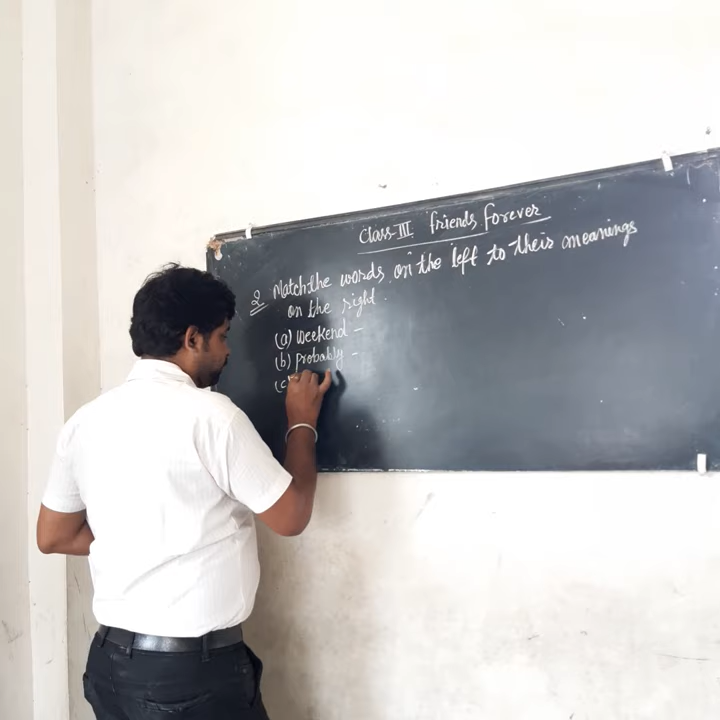 Class-III friends forever
2 Match the words on the left to their meanings
on the right.
(a) Weekend -
(b) Probably -
(c)